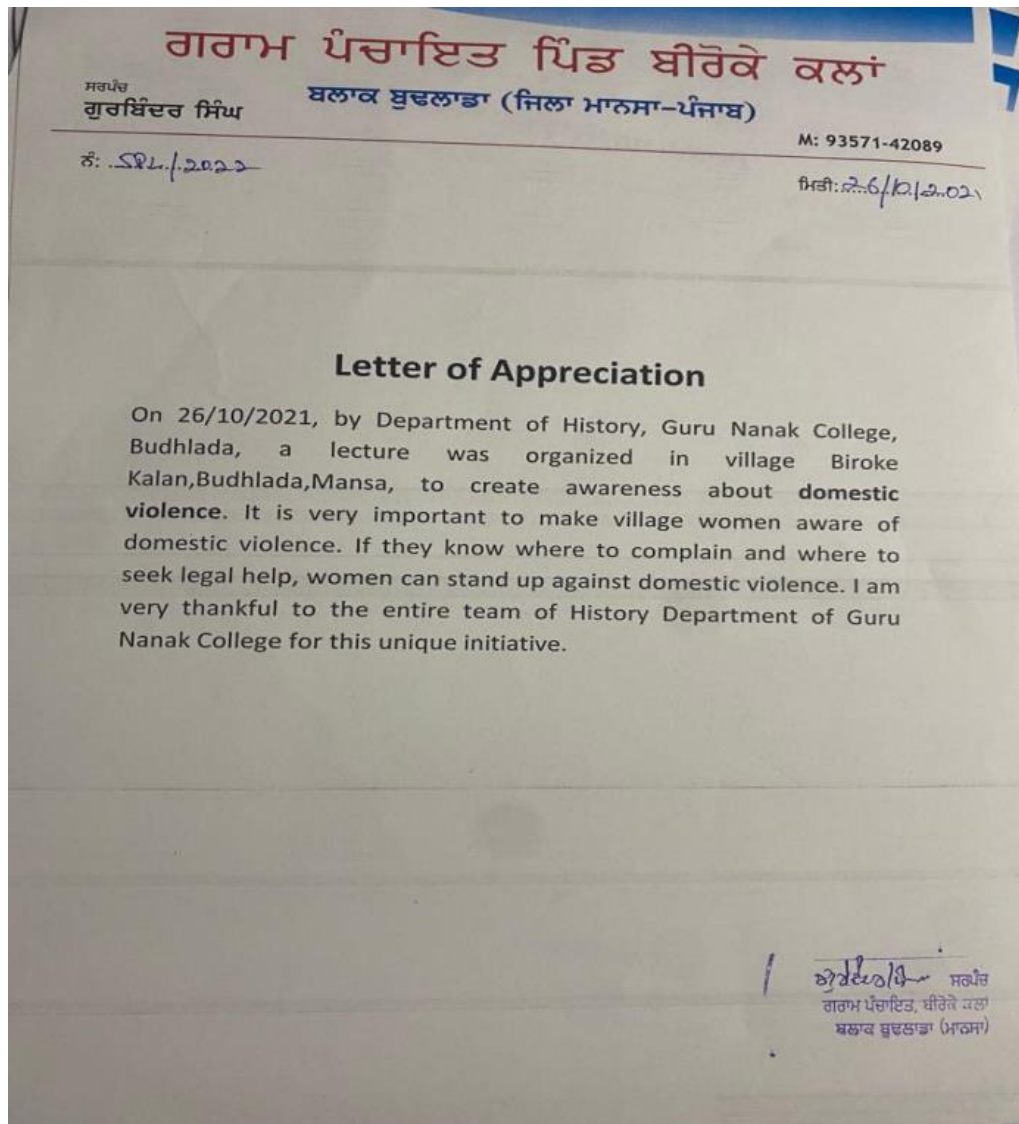 ਗਰਾਮ ਪੰਚਾਇਤ ਪਿੰਡ ਬੀਰੋਕੇ ਕਲਾਂ
ਸਰਪੰਚ
ਗੁਰਬਿੰਦਰ ਸਿੰਘ
ਬਲਾਕ ਬੁਢਲਾਡਾ (ਜਿਲਾ ਮਾਨਸਾ-ਪੰਜਾਬ)
M: 93571-42089
ਨੰ: SPL/2022
ਮਿਤੀ: 26/10/2021
Letter of Appreciation
On 26/10/2021, by Department of History, Guru Nanak College,
Budhlada, a lecture was organized in village Biroke
Kalan,Budhlada,Mansa, to create awareness about domestic
violence. It is very important to make village women aware of
domestic violence. If they know where to complain and where to
seek legal help, women can stand up against domestic violence. I am
very thankful to the entire team of History Department of Guru
Nanak College for this unique initiative.
ਸਰਪੰਚ
ਗਰਾਮ ਪੰਚਾਇਤ, ਬੀਰੋਕੇ ਕਲਾਂ
ਬਲਾਕ ਬੁਢਲਾਡਾ (ਮਾਨਸਾ)